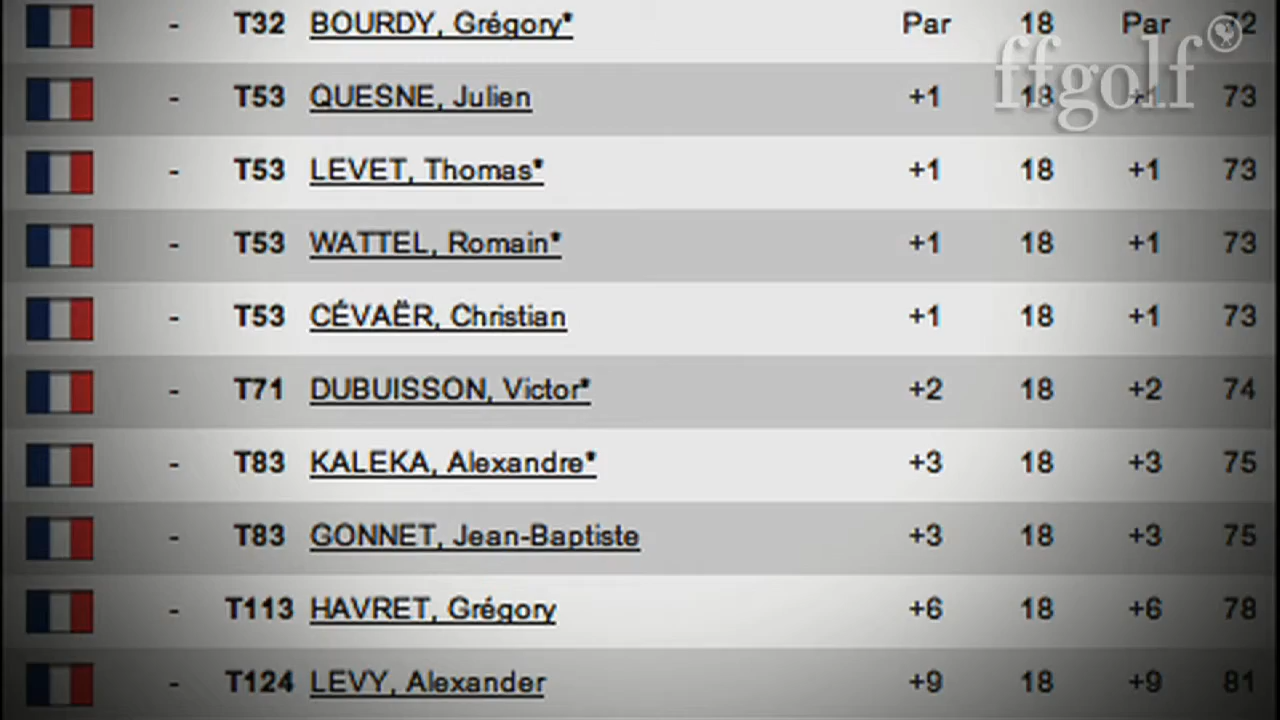 - T32 BOURDY, Grégory* Par 18 Par 72
- T53 QUESNE, Julien +1 18 +1 73
- T53 LEVET, Thomas* +1 18 +1 73
- T53 WATTEL, Romain* +1 18 +1 73
- T53 CÉVAËR, Christian +1 18 +1 73
- T71 DUBUISSON, Victor* +2 18 +2 74
- T83 KALEKA, Alexandre* +3 18 +3 75
- T83 GONNET, Jean-Baptiste +3 18 +3 75
- T113 HAVRET, Grégory +6 18 +6 78
- T124 LEVY, Alexander +9 18 +9 81
ffgolf